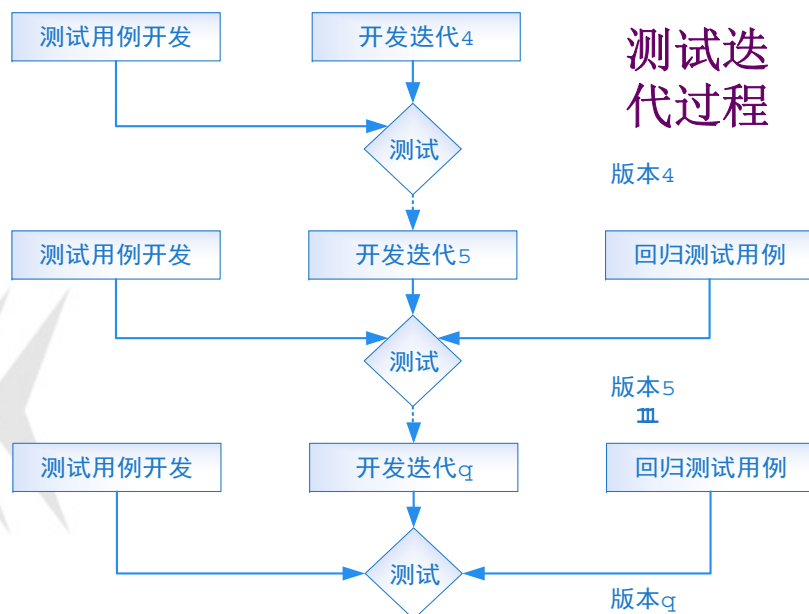 测试迭
代过程
测试用例开发
开发迭代4
测试
版本4
测试用例开发
开发迭代5
回归测试用例
测试
版本5
测试用例开发
开发迭代q
回归测试用例
测试
版本q